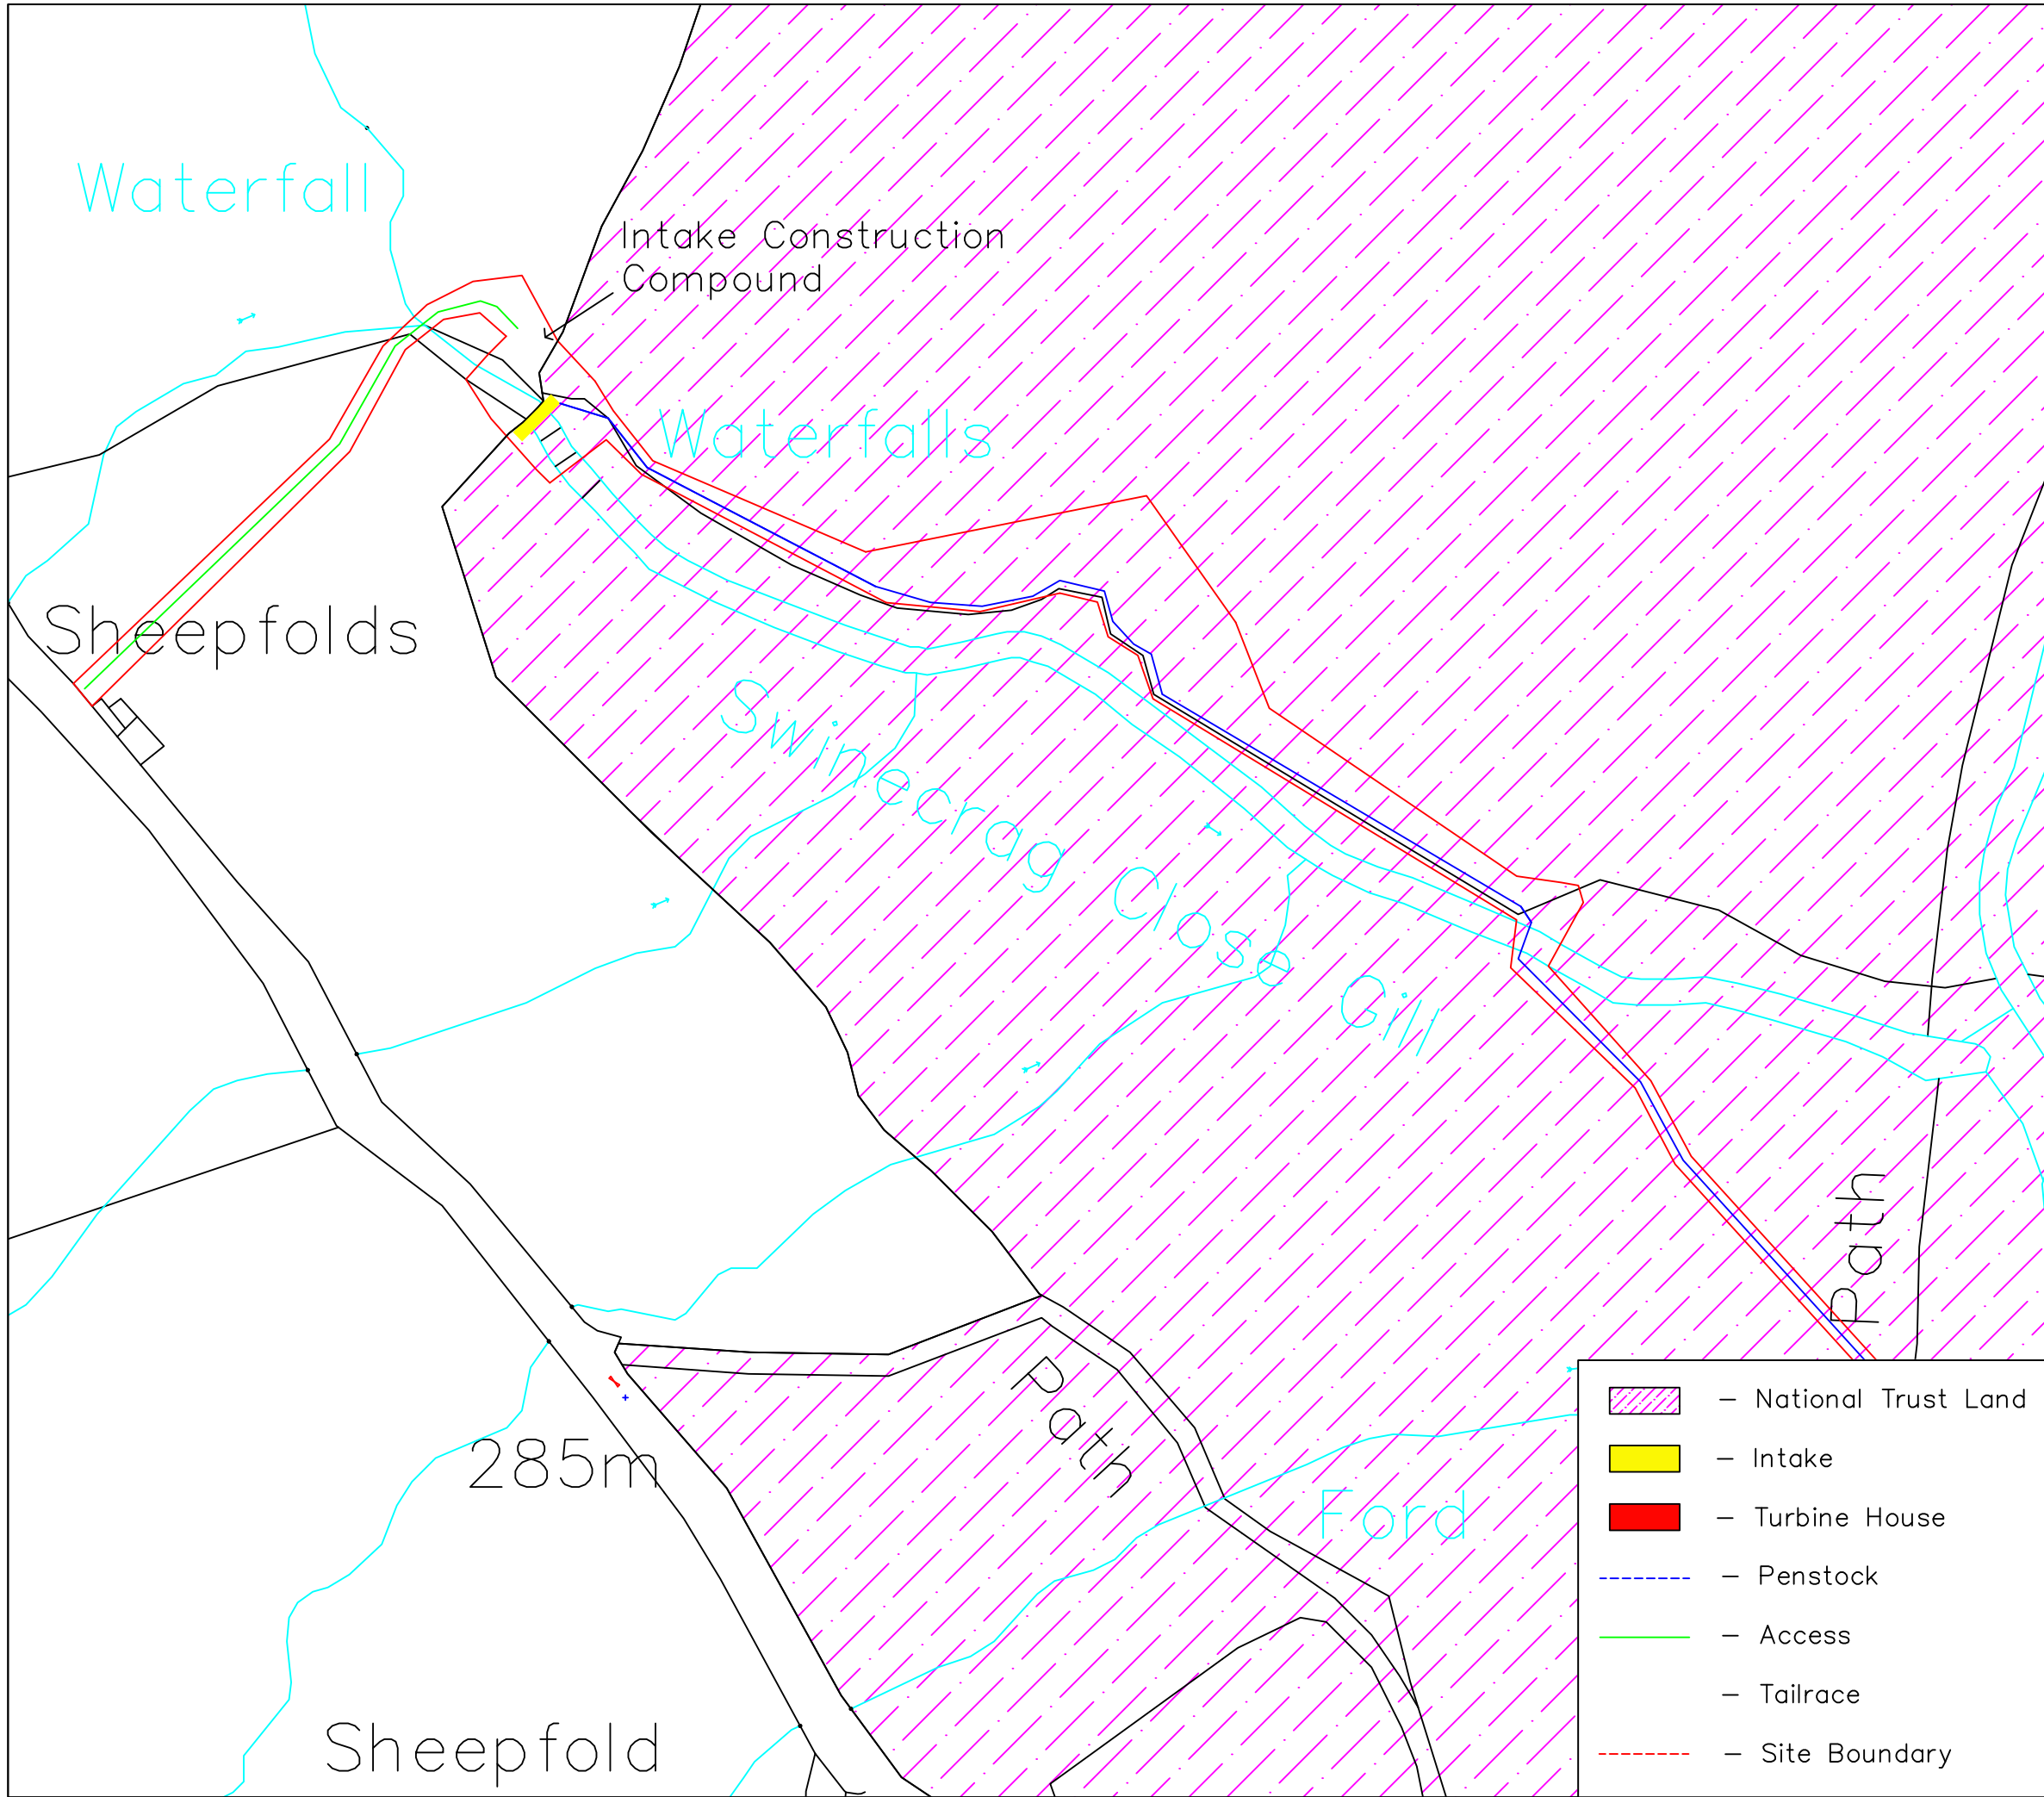 Waterfall
Intake Construction
Compound
Waterfalls
Sheepfolds
Swinecrag Close Gill
Path
Path
285m
Ford
Sheepfold
– National Trust Land
– Intake
– Turbine House
– Penstock
– Access
– Tailrace
– Site Boundary